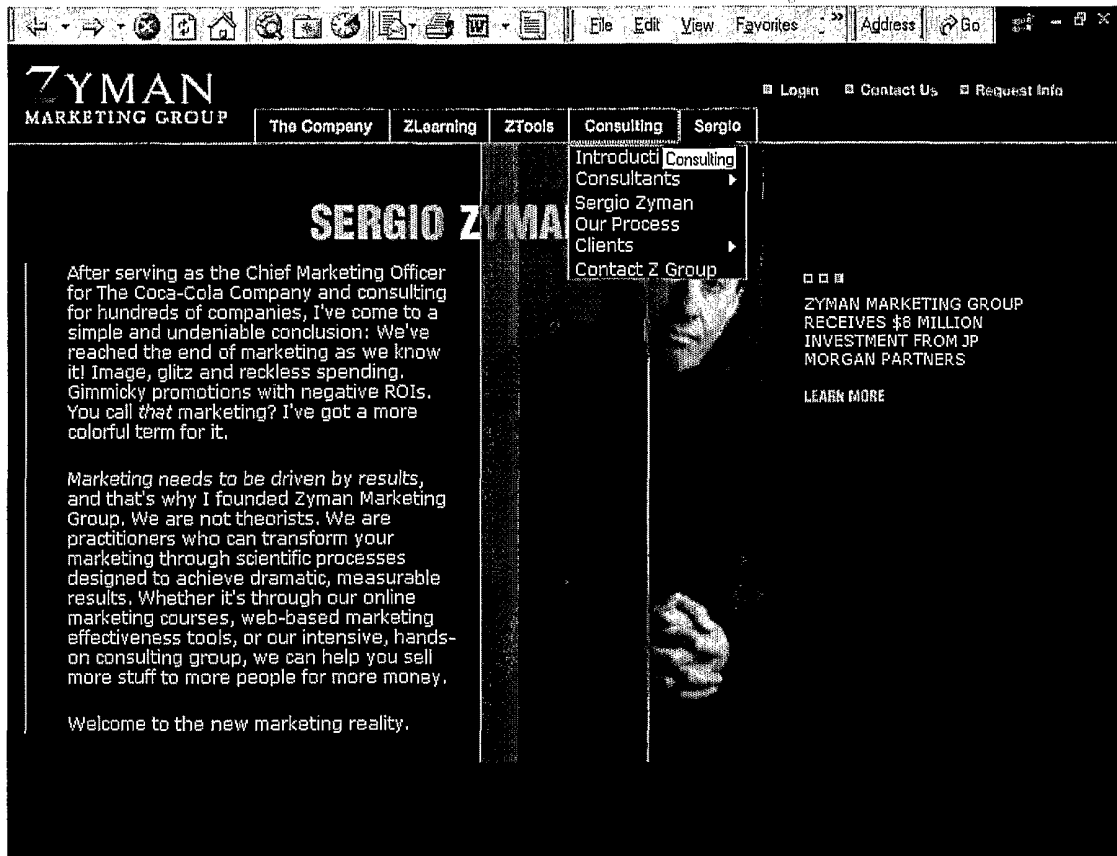 File Edit View Favorites » Address Go
ZYMAN
MARKETING GROUP
Login Contact Us Request Info
The Company ZLearning ZTools Consulting Sergio
Consulting
Consultants
Sergio Zyman
Our Process
Clients
Contact Z Group
SERGIO ZYMA
After serving as the Chief Marketing Officer
for The Coca-Cola Company and consulting
for hundreds of companies, I've come to a
simple and undeniable conclusion: We've
reached the end of marketing as we know
it! Image, glitz and reckless spending.
Gimmicky promotions with negative ROIs.
You call that marketing? I've got a more
colorful term for it.
Marketing needs to be driven by results,
and that's why I founded Zyman Marketing
Group. We are not theorists. We are
practitioners who can transform your
marketing through scientific processes
designed to achieve dramatic, measurable
results. Whether it's through our online
marketing courses, web-based marketing
effectiveness tools, or our intensive, hands-
on consulting group, we can help you sell
more stuff to more people for more money.
Welcome to the new marketing reality.
ZYMAN MARKETING GROUP
RECEIVES $8 MILLION
INVESTMENT FROM JP
MORGAN PARTNERS
LEARN MORE